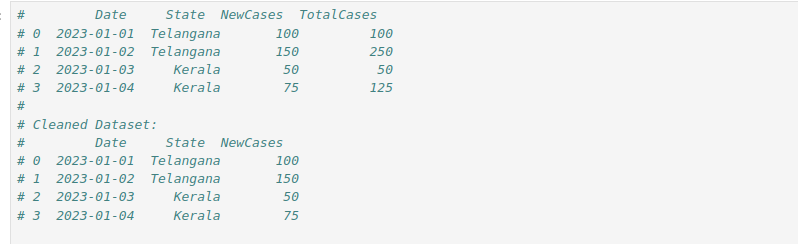 #         Date     State  NewCases  TotalCases
# 0  2023-01-01  Telangana       100         100
# 1  2023-01-02  Telangana       150         250
# 2  2023-01-03     Kerala        50          50
# 3  2023-01-04     Kerala        75         125
#
# Cleaned Dataset:
#         Date     State  NewCases
# 0  2023-01-01  Telangana       100
# 1  2023-01-02  Telangana       150
# 2  2023-01-03     Kerala        50
# 3  2023-01-04     Kerala        75